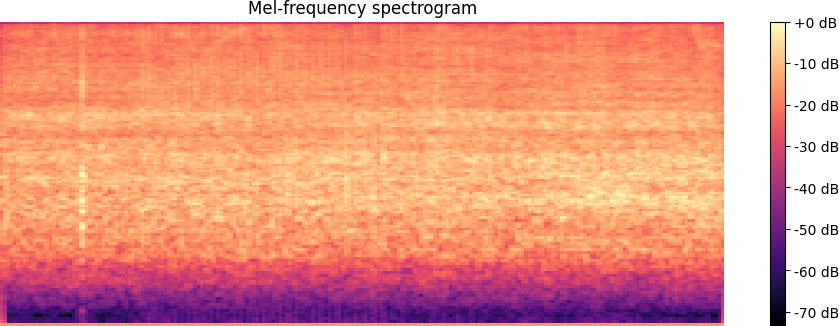 Mel-frequency spectrogram
+0 dB
-10 dB
-20 dB
-30 dB
-40 dB
-50 dB
-60 dB
-70 dB